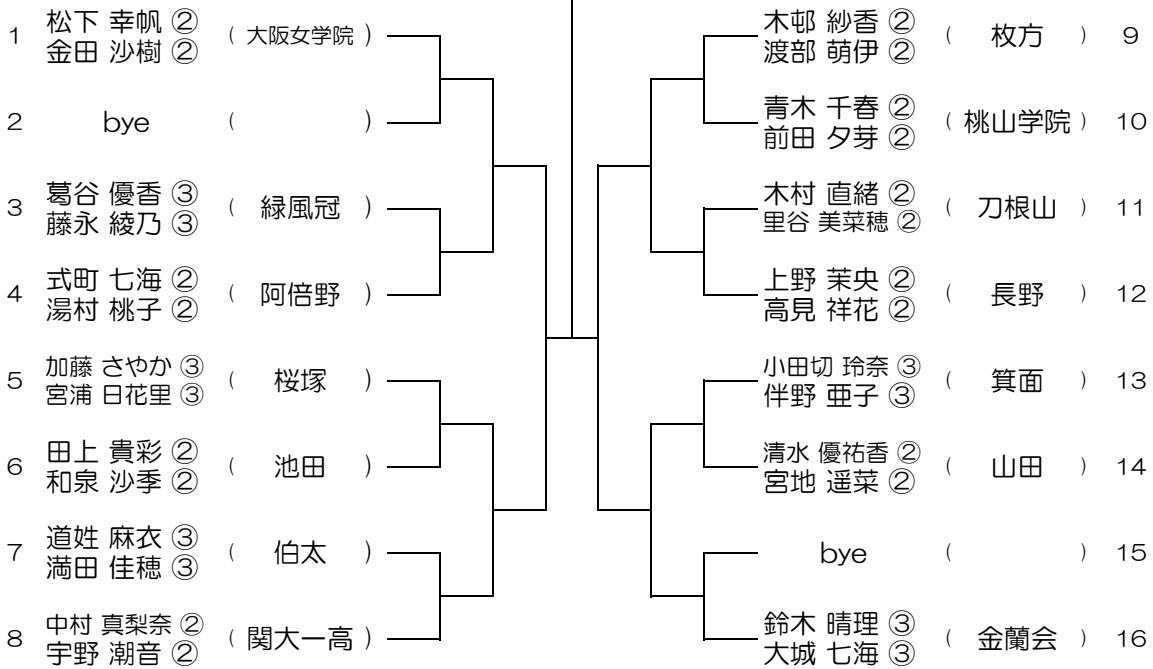 1 松下 幸帆 ② ( 大阪女学院 )
金田 沙樹 ②
2 bye ( )
3 葛谷 優香 ③ ( 緑風冠 )
藤永 綾乃 ③
4 式町 七海 ② ( 阿倍野 )
湯村 桃子 ②
5 加藤 さやか ③ ( 桜塚 )
宮浦 日花里 ③
6 田上 貴彩 ② ( 池田 )
和泉 沙季 ②
7 道姓 麻衣 ③ ( 伯太 )
満田 佳穂 ③
8 中村 真梨奈 ② ( 関大一高 )
宇野 潮音 ②
木邨 紗香 ② ( 枚方 ) 9
渡部 萌伊 ②
青木 千春 ② ( 桃山学院 ) 10
前田 夕芽 ②
木村 直緒 ② ( 刀根山 ) 11
里谷 美菜穂 ②
上野 茉央 ② ( 長野 ) 12
高見 祥花 ②
小田切 玲奈 ③ ( 箕面 ) 13
伴野 亜子 ③
清水 優祐香 ② ( 山田 ) 14
宮地 遥菜 ②
bye ( ) 15
鈴木 晴理 ③ ( 金蘭会 ) 16
大城 七海 ③